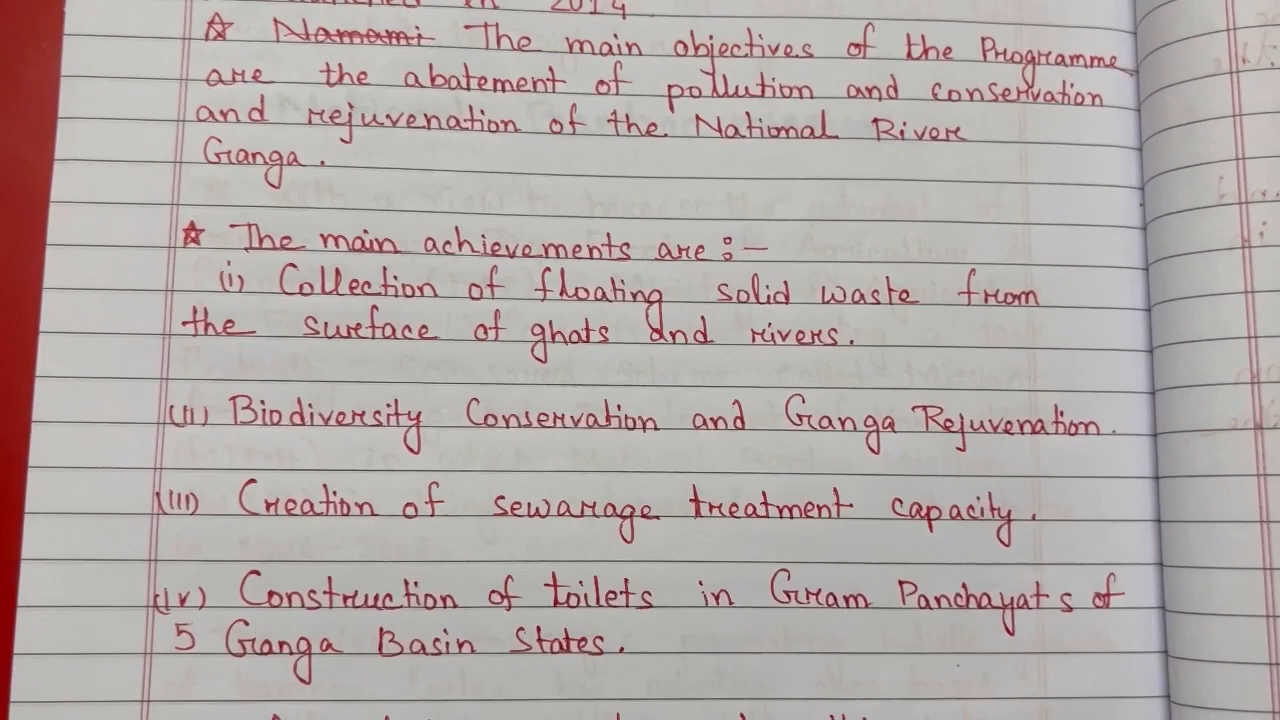 in 2014
☆ Namami The main objectives of the Programme
are the abatement of pollution and conservation
and rejuvenation of the National River
Ganga.
☆ The main achievements are :-
(i) Collection of floating solid waste from
the surface of ghats and rivers.
(ii) Biodiversity Conservation and Ganga Rejuvenation.
(iii) Creation of sewarage treatment capacity.
(iv) Construction of toilets in Gram Panchayats of
5 Ganga Basin States.